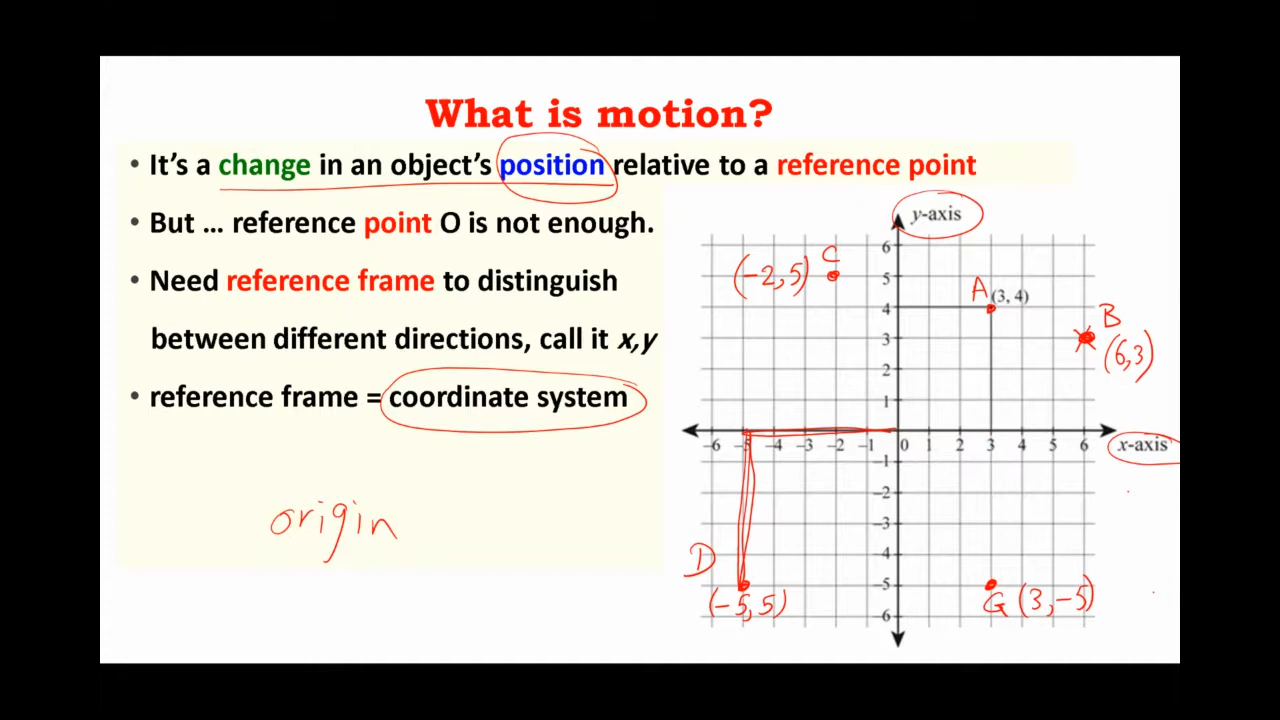 What is motion?
• It’s a change in an object’s position relative to a reference point
• But ... reference point O is not enough.
• Need reference frame to distinguish
between different directions, call it x,y
• reference frame = coordinate system
origin
y-axis
6
5
4
3
2
1
–6 –5 –4 –3 –2 –1 0 1 2 3 4 5 6 x-axis
–1
–2
–3
–4
–5
–6
C
(-2,5)
A (3, 4)
B
(6,3)
D
(-5,5)
G (3,-5)